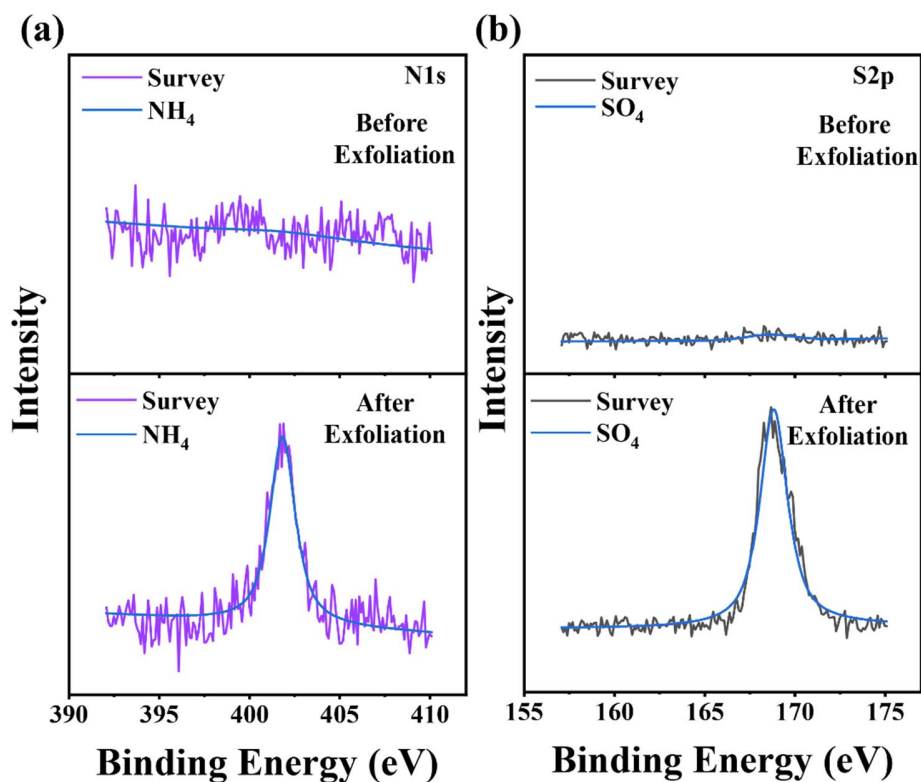 (a)
Survey
NH₄
N1s
Before
Exfoliation
Survey
NH₄
After
Exfoliation
Intensity
390 395 400 405 410
Binding Energy (eV)
(b)
Survey
SO₄
S2p
Before
Exfoliation
Survey
SO₄
After
Exfoliation
Intensity
155 160 165 170 175
Binding Energy (eV)